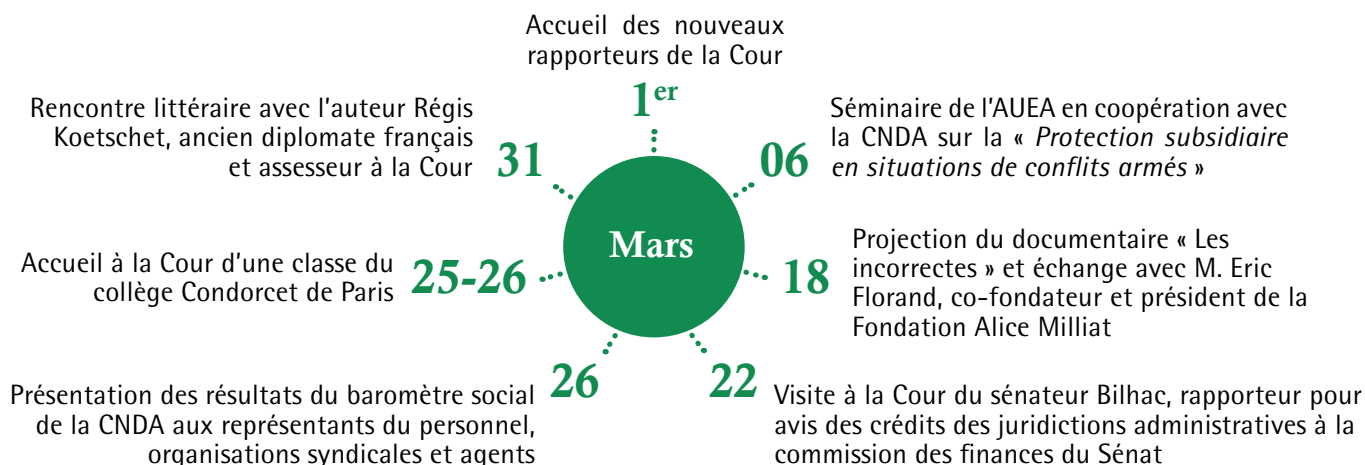 Accueil des nouveaux
rapporteurs de la Cour
1er
Séminaire de l'AUEA en coopération avec
la CNDA sur la « Protection subsidiaire
en situations de conflits armés »
06
Projection du documentaire « Les
incorrectes » et échange avec M. Eric
Florand, co-fondateur et président de la
Fondation Alice Milliat
18
Visite à la Cour du sénateur Bilhac, rapporteur pour
avis des crédits des juridictions administratives à la
commission des finances du Sénat
22
Présentation des résultats du baromètre social
de la CNDA aux représentants du personnel,
organisations syndicales et agents
26
Accueil à la Cour d'une classe du
collège Condorcet de Paris
25-26
Rencontre littéraire avec l'auteur Régis
Koetschet, ancien diplomate français
et assesseur à la Cour
31
Mars